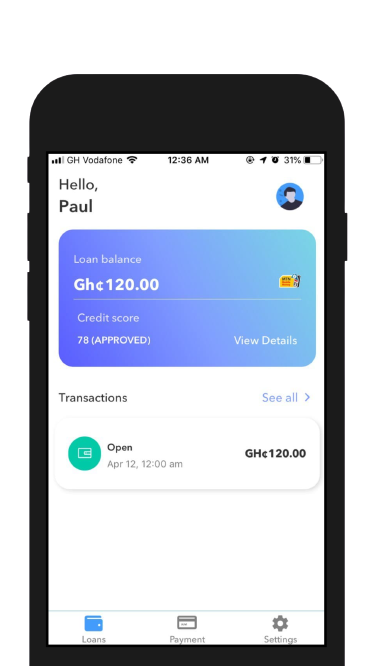 GH Vodafone 12:36 AM 31%
Hello,
Paul
Loan balance
Gh¢120.00
Credit score
78 (APPROVED) View Details
Transactions See all
Open
Apr 12, 12:00 am GH¢120.00
Loans Payment Settings